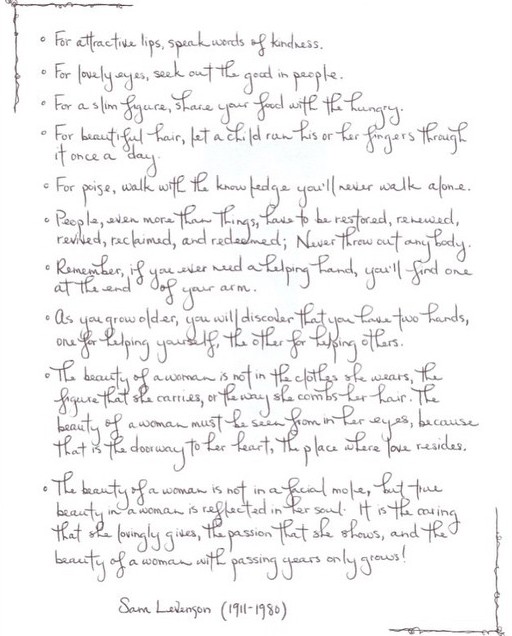 • For attractive lips, speak words of kindness.
• For lovely eyes, seek out the good in people.
• For a slim figure, share your food with the hungry.
• For beautiful hair, let a child run his or her fingers through
it once a day.
• For poise, walk with the knowledge you'll never walk alone.
• People, even more than things, have to be restored, renewed,
revived, reclaimed, and redeemed; Never throw out anybody.
• Remember, if you ever need a helping hand, you'll find one
at the end of your arm.
• As you grow older, you will discover that you have two hands,
one for helping yourself, the other for helping others.
• The beauty of a woman is not in the clothes she wears, the
figure that she carries, or the way she combs her hair. The
beauty of a woman must be seen from in her eyes, because
that is the doorway to her heart, the place where love resides.
• The beauty of a woman is not in a facial mole, but true
beauty in a woman is reflected in her soul. It is the caring
that she lovingly gives, the passion that she shows, and the
beauty of a woman with passing years only grows!
Sam Levenson (1911-1980)